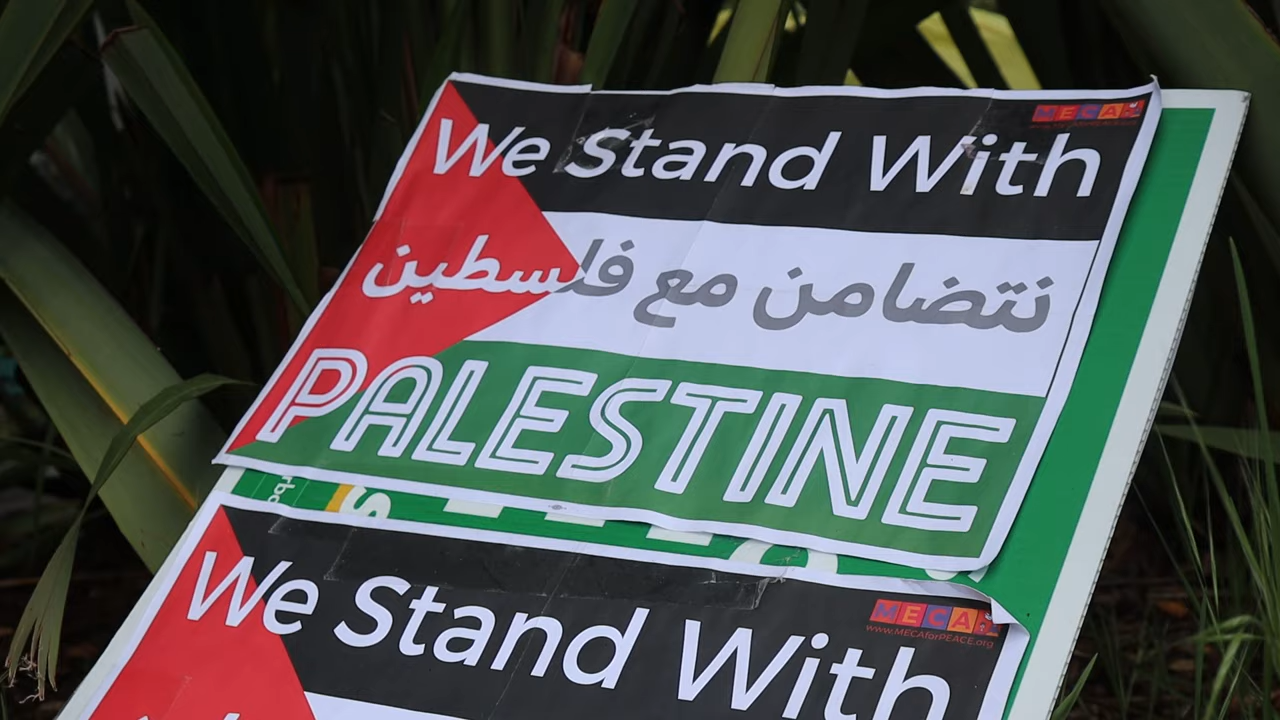 MECA
We Stand With
نتضامن مع فلسطين
PALESTINE
MECA
www.MECAforPEACE.org
We Stand With